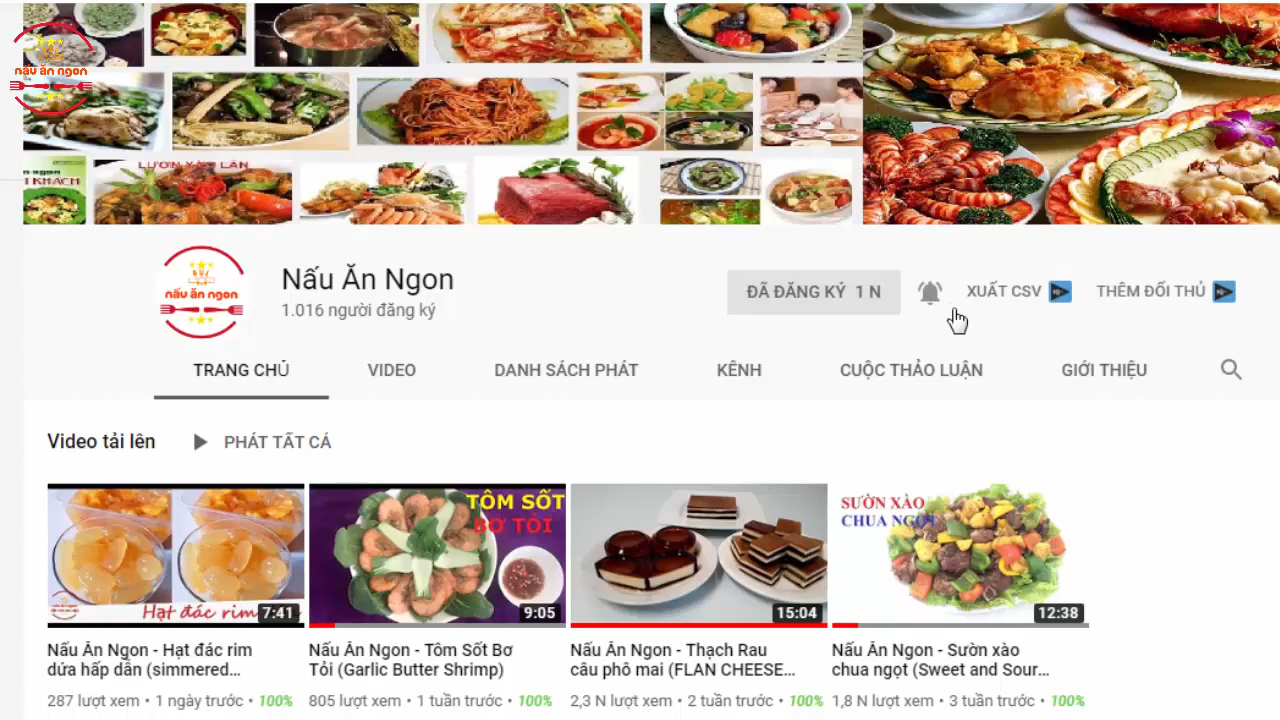 nấu ăn ngon
LƯƠN XÀO LĂN
KHÁCH
nấu ăn ngon
Nấu Ăn Ngon
1.016 người đăng ký
ĐÃ ĐĂNG KÝ 1 N
XUẤT CSV
THÊM ĐỐI THỦ
TRANG CHỦ
VIDEO
DANH SÁCH PHÁT
KÊNH
CUỘC THẢO LUẬN
GIỚI THIỆU
Video tải lên
PHÁT TẤT CẢ
Hạt đác rim
7:41
TÔM SỐT
BƠ TỎI
9:05
15:04
SƯỜN XÀO
CHUA NGỌT
12:38
Nấu Ăn Ngon - Hạt đác rim
dứa hấp dẫn (simmered...
287 lượt xem • 1 ngày trước • 100%
Nấu Ăn Ngon - Tôm Sốt Bơ
Tỏi (Garlic Butter Shrimp)
805 lượt xem • 1 tuần trước • 100%
Nấu Ăn Ngon - Thạch Rau
câu phô mai (FLAN CHEESE...
2,3 N lượt xem • 2 tuần trước • 100%
Nấu Ăn Ngon - Sườn xào
chua ngọt (Sweet and Sour...
1,8 N lượt xem • 3 tuần trước • 100%